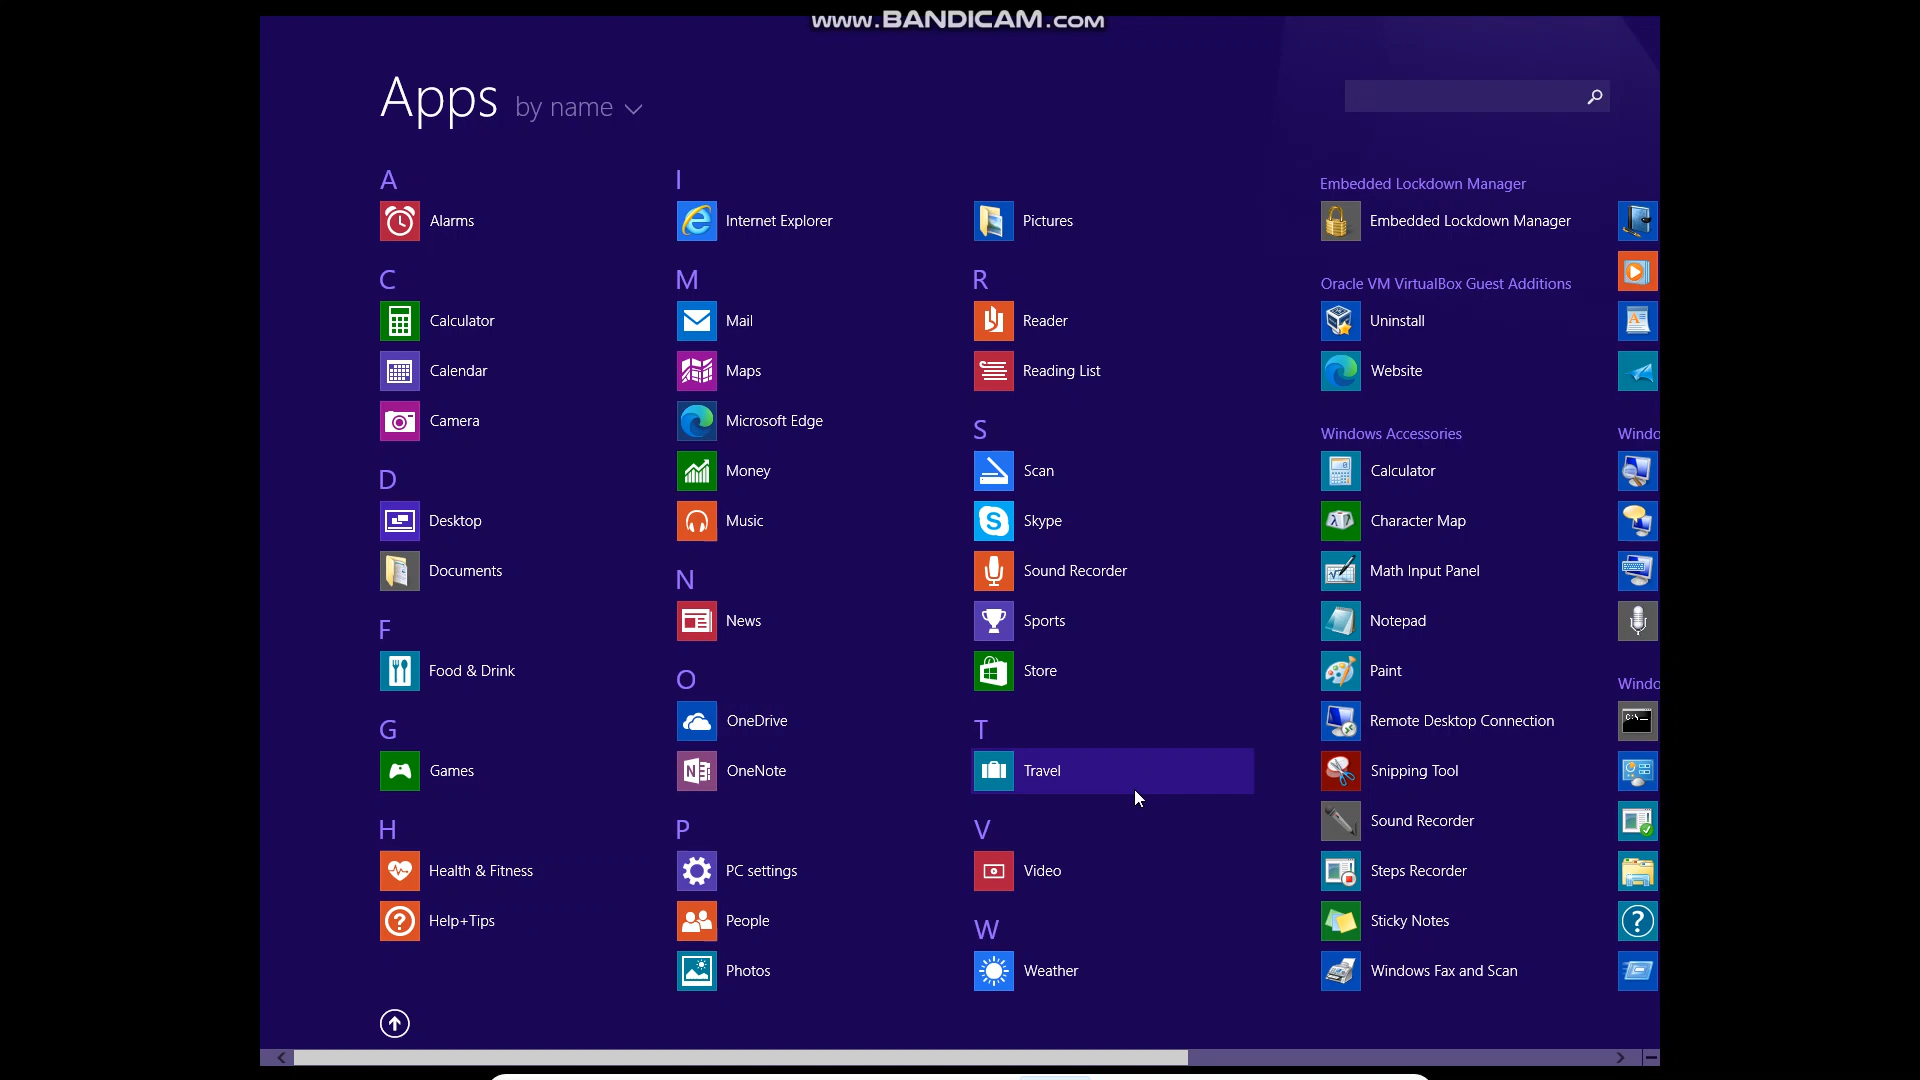 www.BANDICAM.COM
Apps by name
A
Alarms
C
Calculator
Calendar
Camera
D
Desktop
Documents
F
Food & Drink
G
Games
H
Health & Fitness
Help+Tips
I
Internet Explorer
M
Mail
Maps
Microsoft Edge
Money
Music
N
News
O
OneDrive
OneNote
P
PC settings
People
Photos
Pictures
R
Reader
Reading List
S
Scan
Skype
Sound Recorder
Sports
Store
T
Travel
V
Video
W
Weather
Embedded Lockdown Manager
Embedded Lockdown Manager
Oracle VM VirtualBox Guest Additions
Uninstall
Website
Windows Accessories
Calculator
Character Map
Math Input Panel
Notepad
Paint
Remote Desktop Connection
Snipping Tool
Sound Recorder
Steps Recorder
Sticky Notes
Windows Fax and Scan
Windo
Windo